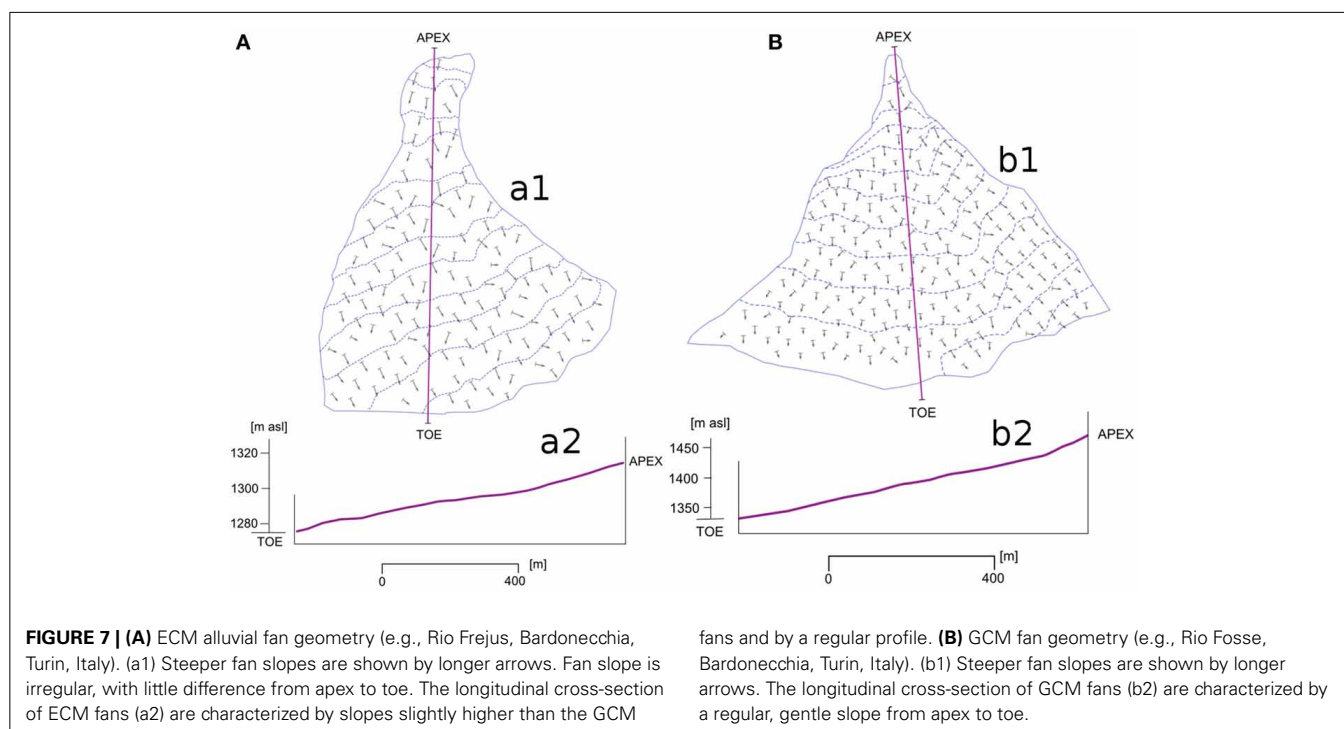 A
APEX
a1
TOE
[m asl]
1320
1300
1280
TOE
a2
APEX
0
400
[m]
B
APEX
b1
TOE
[m asl]
1450
1400
1350
TOE
b2
APEX
0
400
[m]
FIGURE 7 | (A) ECM alluvial fan geometry (e.g., Rio Frejus, Bardonecchia,
Turin, Italy). (a1) Steeper fan slopes are shown by longer arrows. Fan slope is
irregular, with little difference from apex to toe. The longitudinal cross-section
of ECM fans (a2) are characterized by slopes slightly higher than the GCM
fans and by a regular profile. (B) GCM fan geometry (e.g., Rio Fosse,
Bardonecchia, Turin, Italy). (b1) Steeper fan slopes are shown by longer
arrows. The longitudinal cross-section of GCM fans (b2) are characterized by
a regular, gentle slope from apex to toe.